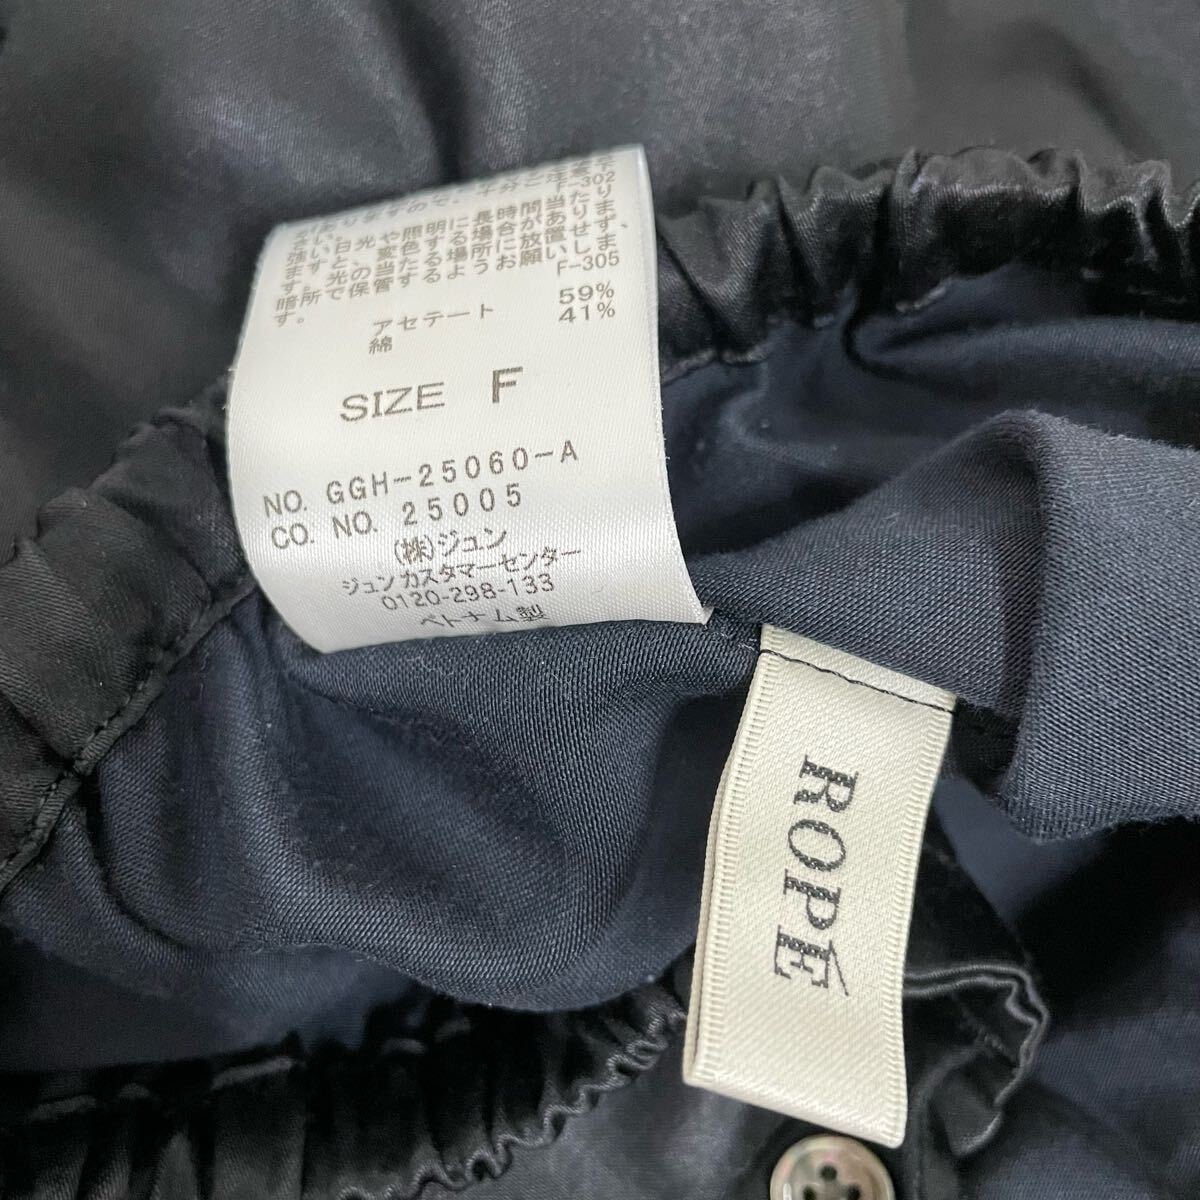 F-302
強い日光や照明に長時間当たりま
すと、変色する場合がありますの
ます。光の当たる場所に放置せず、
暗所で保管するようお願いしま
す。
F-305
アセテート 59%
綿 41%
SIZE F
NO. GGH-25060-A
CO. NO. 25005
(株)ジュン
ジュンカスタマーセンター
0120-298-133
ベトナム製
ROPÉ